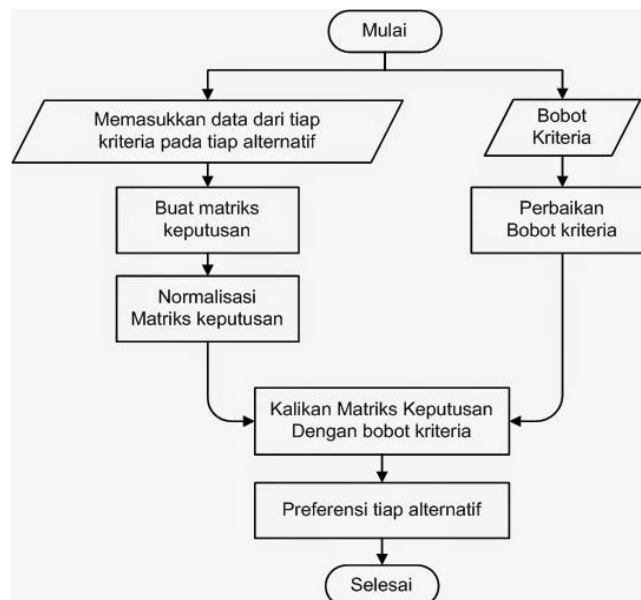 Mulai
Memasukkan data dari tiap
kriteria pada tiap alternatif
Bobot
Kriteria
Buat matriks
keputusan
Perbaikan
Bobot kriteria
Normalisasi
Matriks keputusan
Kalikan Matriks Keputusan
Dengan bobot kriteria
Preferensi tiap alternatif
Selesai